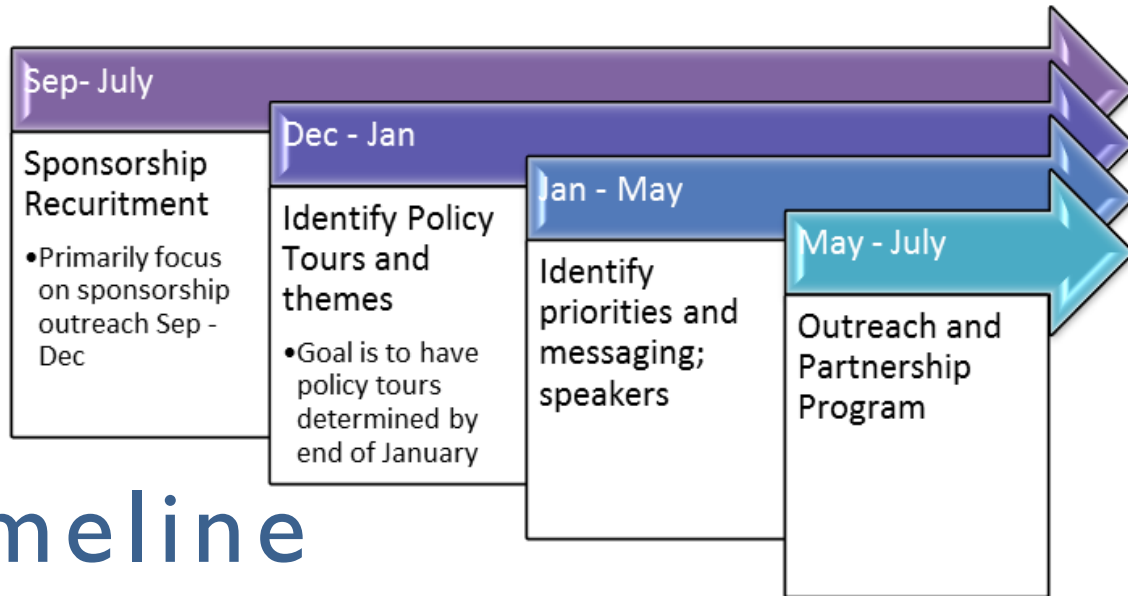 Sep- July
Sponsorship
Recuritment
•Primarily focus
on sponsorship
outreach Sep -
Dec
Dec - Jan
Identify Policy
Tours and
themes
•Goal is to have
policy tours
determined by
end of January
Jan - May
Identify
priorities and
messaging;
speakers
May - July
Outreach and
Partnership
Program
meline